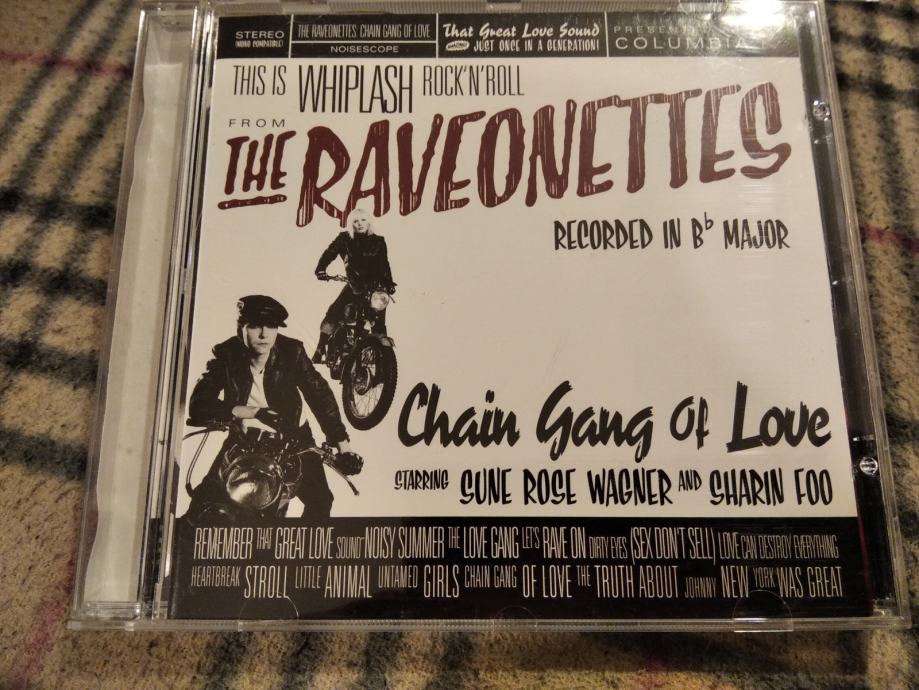 STEREO
(MONO COMPATIBLE)
THE RAVEONETTES: CHAIN GANG OF LOVE
NOISESCOPE
That Great Love Sound
JUST ONCE IN A GENERATION!
COLUMBIA
THIS IS WHIPLASH ROCK'N'ROLL
FROM
THE RAVEONETTES
RECORDED IN B♭ MAJOR
Chain Gang Of Love
STARRING SUNE ROSE WAGNER AND SHARIN FOO
REMEMBER THAT GREAT LOVE SOUND NOISY SUMMER THE LOVE GANG LET'S RAVE ON DIRTY EYES (SEX DON'T SELL) LOVE CAN DESTROY EVERYTHING
HEARTBREAK STROLL LITTLE ANIMAL UNTAMED GIRLS CHAIN GANG OF LOVE THE TRUTH ABOUT JOHNNY NEW YORK WAS GREAT